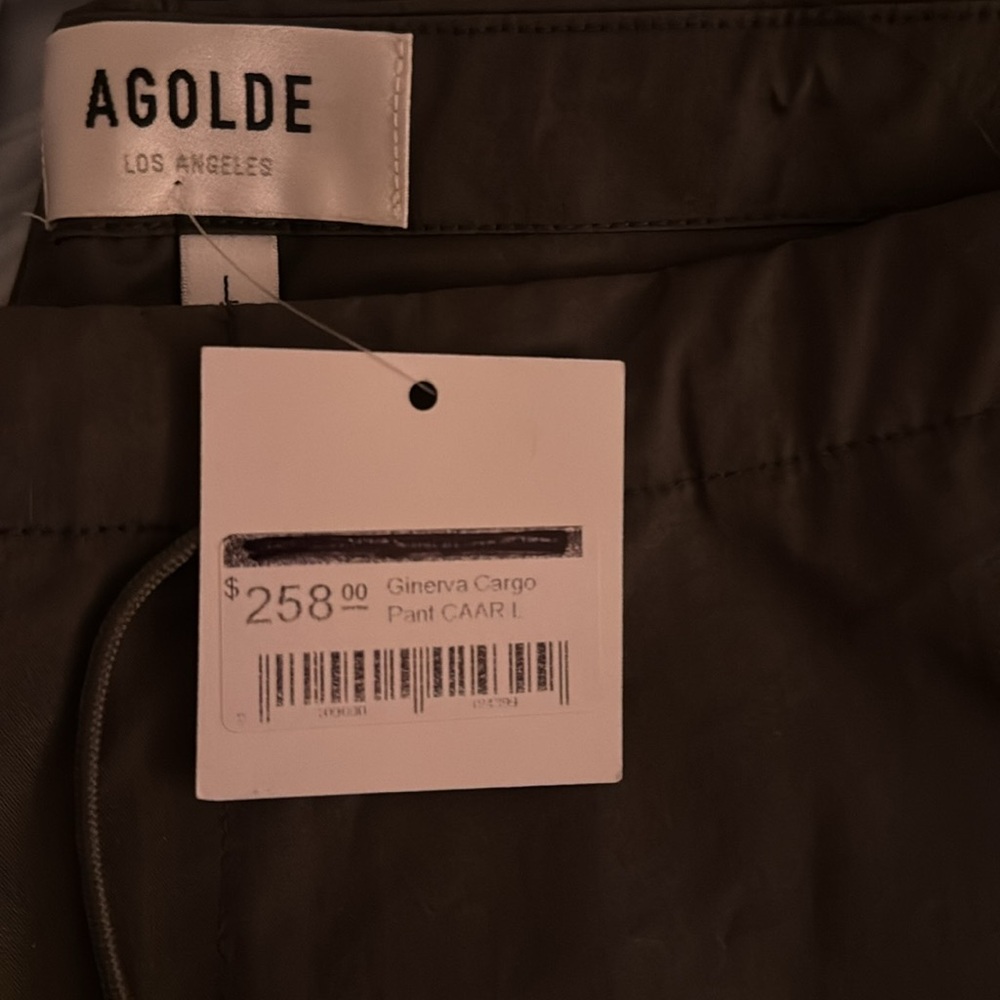 AGOLDE
LOS ANGELES
L
$258.00 Ginerva Cargo
Pant CAAR L